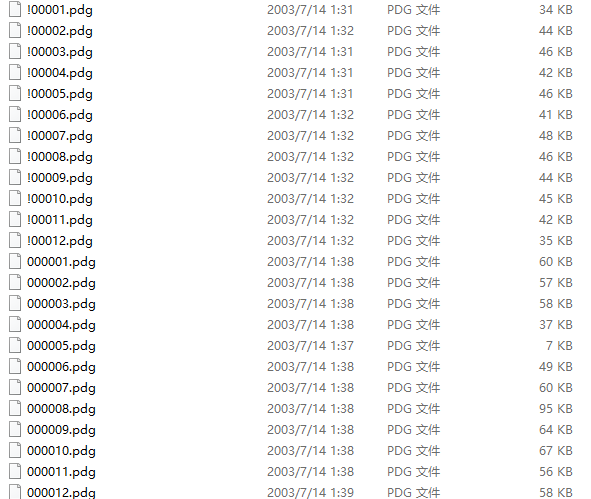 !00001.pdg 2003/7/14 1:31 PDG 文件 34 KB
!00002.pdg 2003/7/14 1:32 PDG 文件 44 KB
!00003.pdg 2003/7/14 1:31 PDG 文件 46 KB
!00004.pdg 2003/7/14 1:31 PDG 文件 42 KB
!00005.pdg 2003/7/14 1:31 PDG 文件 46 KB
!00006.pdg 2003/7/14 1:32 PDG 文件 41 KB
!00007.pdg 2003/7/14 1:32 PDG 文件 48 KB
!00008.pdg 2003/7/14 1:32 PDG 文件 46 KB
!00009.pdg 2003/7/14 1:32 PDG 文件 44 KB
!00010.pdg 2003/7/14 1:32 PDG 文件 45 KB
!00011.pdg 2003/7/14 1:32 PDG 文件 42 KB
!00012.pdg 2003/7/14 1:32 PDG 文件 35 KB
000001.pdg 2003/7/14 1:38 PDG 文件 60 KB
000002.pdg 2003/7/14 1:38 PDG 文件 57 KB
000003.pdg 2003/7/14 1:38 PDG 文件 58 KB
000004.pdg 2003/7/14 1:38 PDG 文件 37 KB
000005.pdg 2003/7/14 1:37 PDG 文件 7 KB
000006.pdg 2003/7/14 1:38 PDG 文件 49 KB
000007.pdg 2003/7/14 1:38 PDG 文件 60 KB
000008.pdg 2003/7/14 1:38 PDG 文件 95 KB
000009.pdg 2003/7/14 1:38 PDG 文件 64 KB
000010.pdg 2003/7/14 1:38 PDG 文件 67 KB
000011.pdg 2003/7/14 1:38 PDG 文件 56 KB
000012.pdg 2003/7/14 1:39 PDG 文件 58 KB